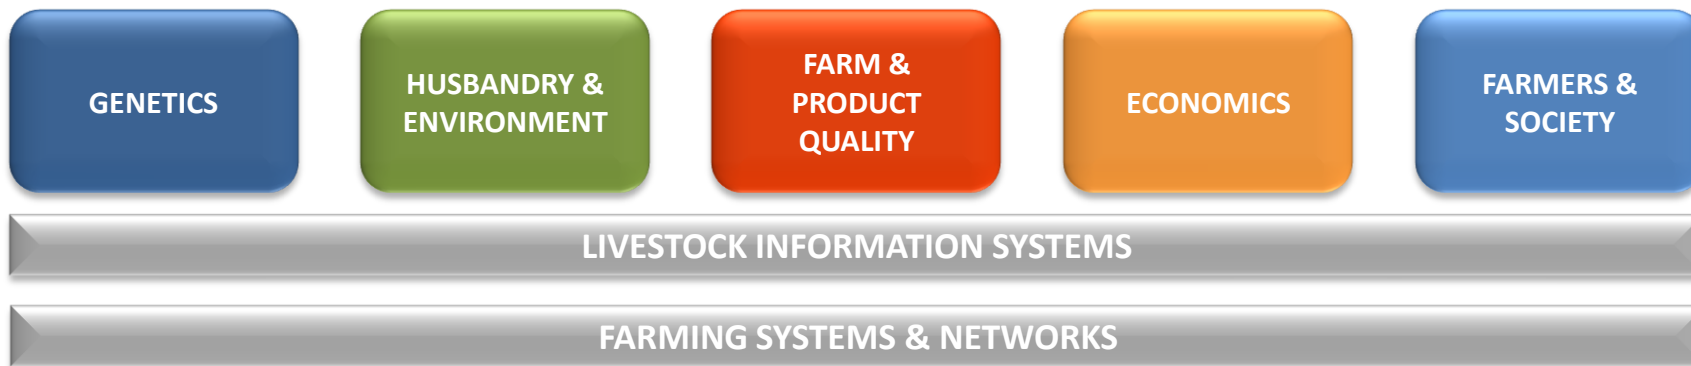 GENETICS
HUSBANDRY &
ENVIRONMENT
FARM &
PRODUCT
QUALITY
ECONOMICS
FARMERS &
SOCIETY
LIVESTOCK INFORMATION SYSTEMS
FARMING SYSTEMS & NETWORKS